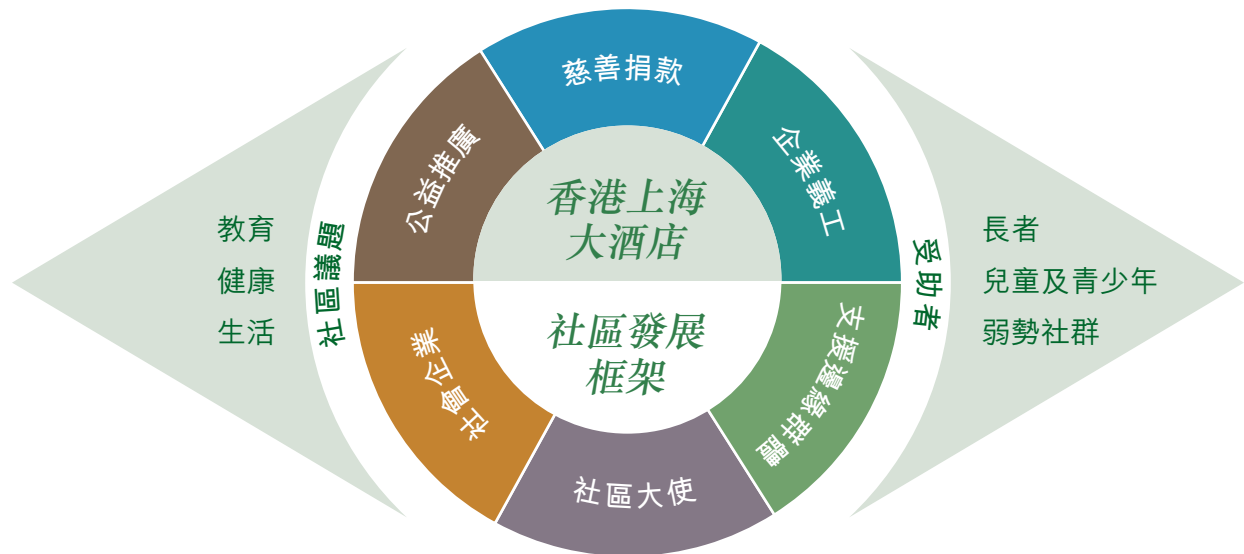 慈善捐款
企業義工
支援邊緣群體
社區大使
社會企業
公益推廣
香港上海
大酒店
社區發展
框架
社區議題
教育
健康
生活
受助者
長者
兒童及青少年
弱勢社群